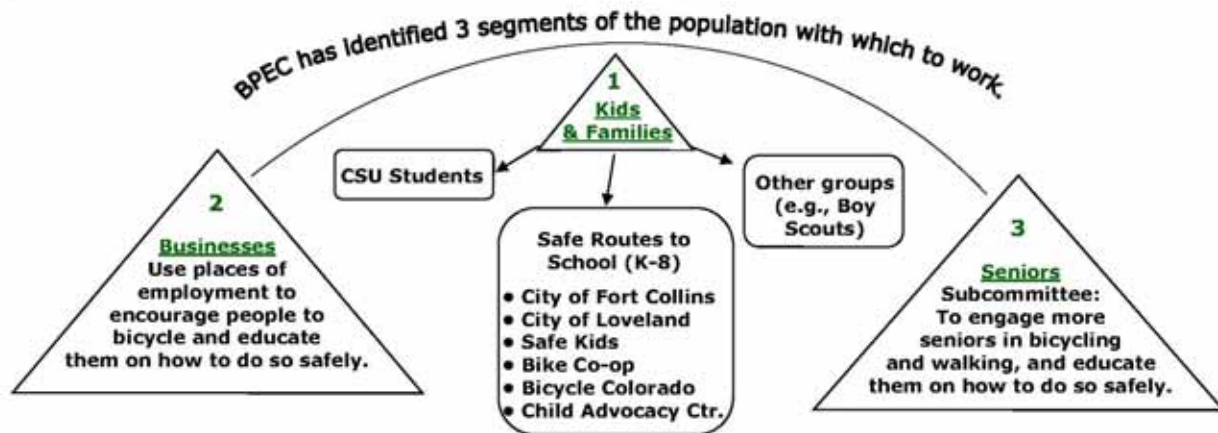 BPEC has identified 3 segments of the population with which to work.
1
Kids
& Families
CSU Students
Other groups
(e.g., Boy
Scouts)
Safe Routes to
School (K-8)
● City of Fort Collins
● City of Loveland
● Safe Kids
● Bike Co-op
● Bicycle Colorado
● Child Advocacy Ctr.
2
Businesses
Use places of
employment to
encourage people to
bicycle and educate
them on how to do so safely.
3
Seniors
Subcommittee:
To engage more
seniors in bicycling
and walking, and educate
them on how to do so safely.